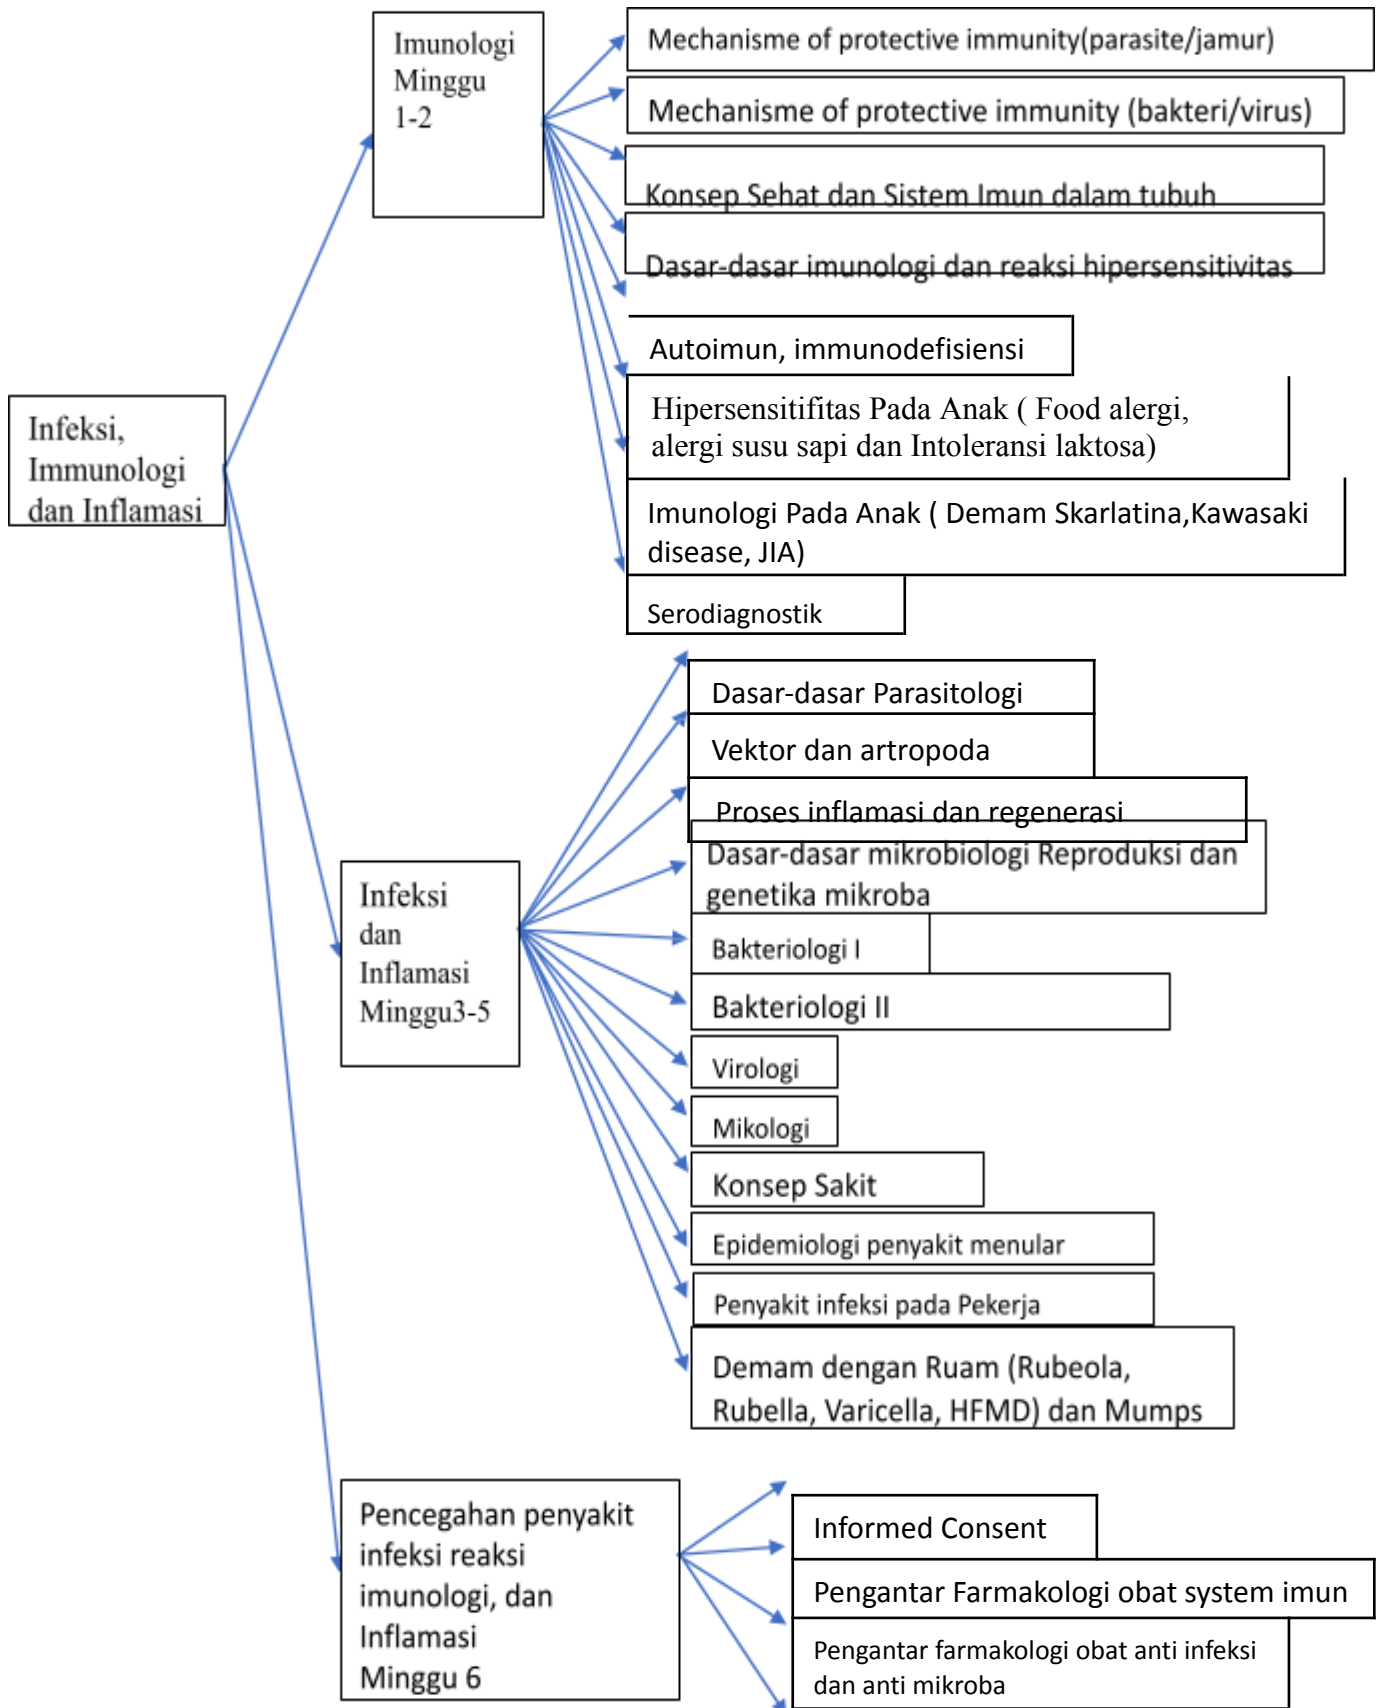 Infeksi,
Immunologi
dan Inflamasi
Imunologi
Minggu
1-2
Mechanisme of protective immunity(parasite/jamur)
Mechanisme of protective immunity (bakteri/virus)
Konsep Sehat dan Sistem Imun dalam tubuh
Dasar-dasar imunologi dan reaksi hipersensitivitas
Autoimun, immunodefisiensi
Hipersensitifitas Pada Anak ( Food alergi,
alergi susu sapi dan Intoleransi laktosa)
Imunologi Pada Anak ( Demam Skarlatina,Kawasaki
disease, JIA)
Serodiagnostik
Infeksi
dan
Inflamasi
Minggu3-5
Dasar-dasar Parasitologi
Vektor dan artropoda
Proses inflamasi dan regenerasi
Dasar-dasar mikrobiologi Reproduksi dan
genetika mikroba
Bakteriologi I
Bakteriologi II
Virologi
Mikologi
Konsep Sakit
Epidemiologi penyakit menular
Penyakit infeksi pada Pekerja
Demam dengan Ruam (Rubeola,
Rubella, Varicella, HFMD) dan Mumps
Pencegahan penyakit
infeksi reaksi
imunologi, dan
Inflamasi
Minggu 6
Informed Consent
Pengantar Farmakologi obat system imun
Pengantar farmakologi obat anti infeksi
dan anti mikroba